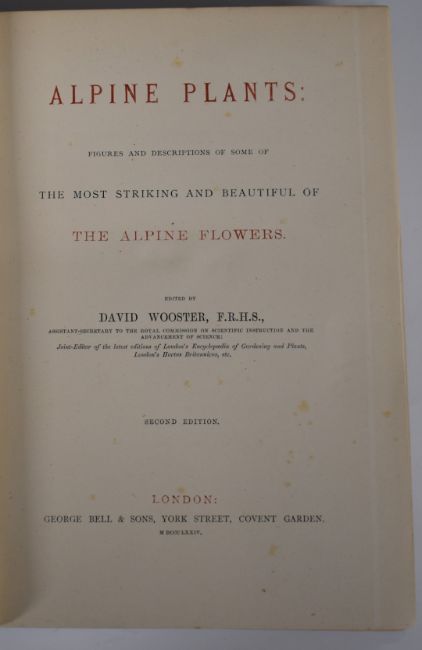 ALPINE PLANTS:
FIGURES AND DESCRIPTIONS OF SOME OF
THE MOST STRIKING AND BEAUTIFUL OF
THE ALPINE FLOWERS.
EDITED BY
DAVID WOOSTER, F.R.H.S.,
ASSISTANT-SECRETARY TO THE ROYAL COMMISSION ON SCIENTIFIC INSTRUCTION AND THE
ADVANCEMENT OF SCIENCE;
Joint-Editor of the latest editions of Loudon's Encyclopædia of Gardening and Plants,
Loudon's Hortus Britannicus, etc.
SECOND EDITION.
LONDON:
GEORGE BELL & SONS, YORK STREET, COVENT GARDEN.
MDCCCLXXIV.